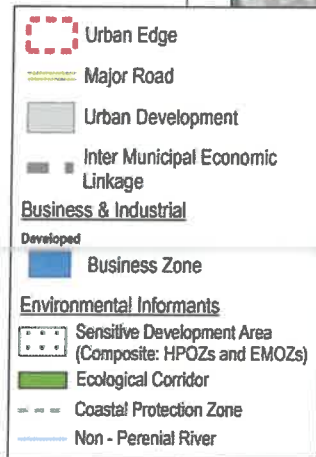 Urban Edge
Major Road
Urban Development
Inter Municipal Economic
Linkage
Business & Industrial
Developed
Business Zone
Environmental Informants
Sensitive Development Area
(Composite: HPOZs and EMOZs)
Ecological Corridor
Coastal Protection Zone
Non - Perenial River